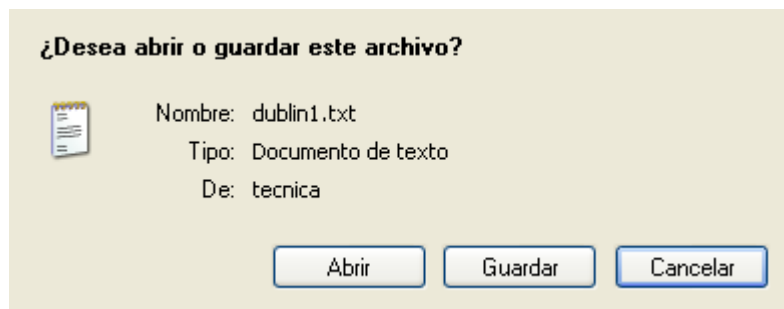 ¿Desea abrir o guardar este archivo?
Nombre: dublin1.txt
Tipo: Documento de texto
De: tecnica
Abrir Guardar Cancelar